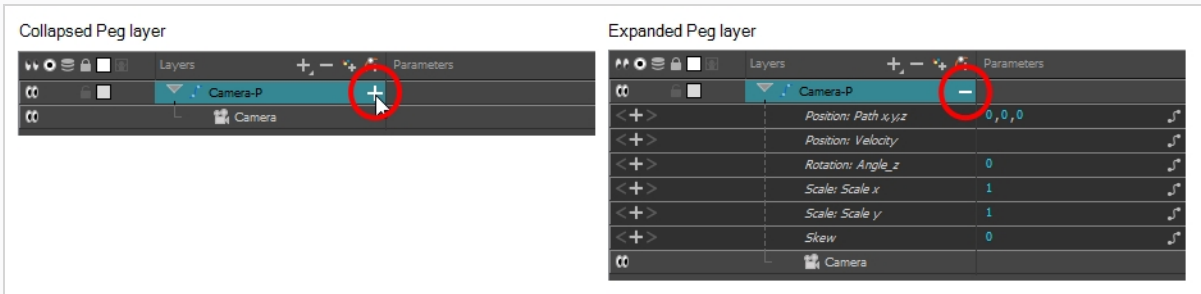 Collapsed Peg layer
Layers Parameters
Camera-P
Camera
Expanded Peg layer
Layers Parameters
Camera-P
Position: Path x,y,z 0,0,0
Position: Velocity
Rotation: Angle_z 0
Scale: Scale x 1
Scale: Scale y 1
Skew 0
Camera